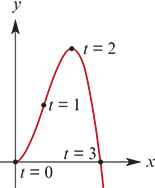 y
t = 2
t = 1
t = 3
x
t = 0